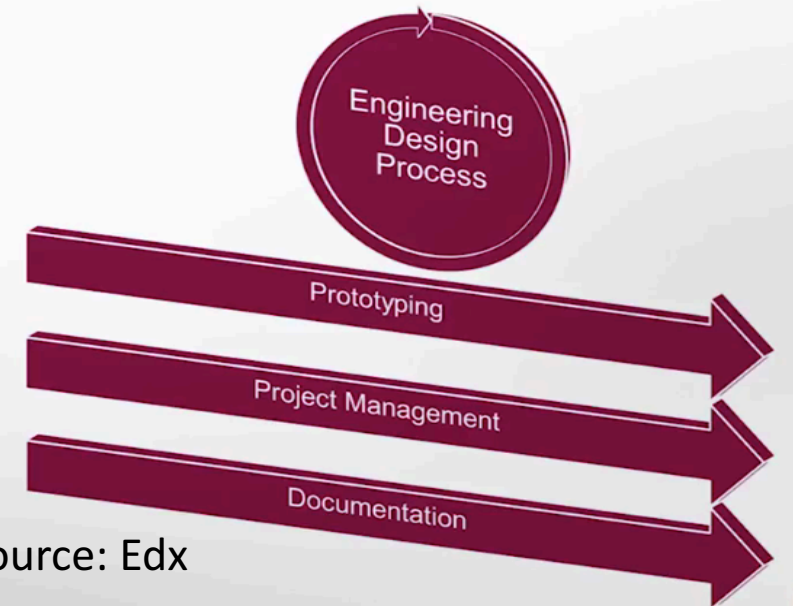 Engineering
Design
Process
Prototyping
Project Management
Documentation
ource: Edx